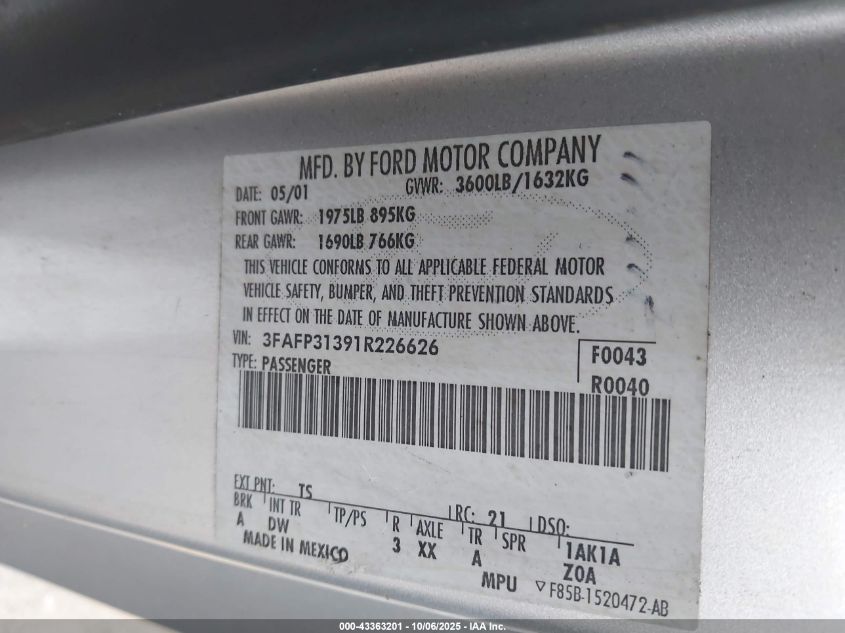 MFD. BY FORD MOTOR COMPANY
DATE: 05/01 GVWR: 3600LB/1632KG
FRONT GAWR: 1975LB 895KG
REAR GAWR: 1690LB 766KG
THIS VEHICLE CONFORMS TO ALL APPLICABLE FEDERAL MOTOR
VEHICLE SAFETY, BUMPER, AND THEFT PREVENTION STANDARDS
IN EFFECT ON THE DATE OF MANUFACTURE SHOWN ABOVE.
VIN: 3FAFP31391R226626
F0043
TYPE: PASSENGER
R0040
EXT PNT: TS RC: 21 DSO:
BRK INT TR TP/PS R AXLE TR SPR 1AK1A
A DW 3 XX A Z0A
MADE IN MEXICO MPU F85B-1520472-AB
000-43363201 - 10/06/2025 - IAA Inc.